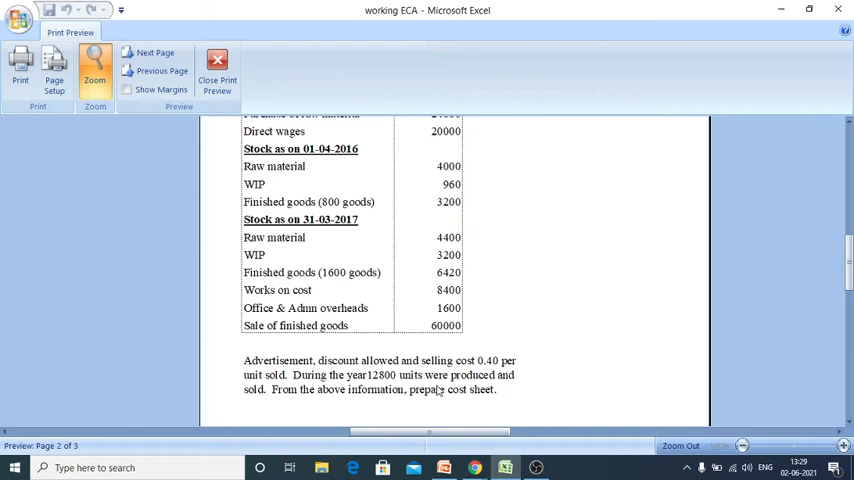 working ECA - Microsoft Excel
Print Preview
Print
Page Setup
Zoom
Next Page
Previous Page
Show Margins
Close Print Preview
Print
Zoom
Preview
Direct wages 20000
Stock as on 01-04-2016
Raw material 4000
WIP 960
Finished goods (800 goods) 3200
Stock as on 31-03-2017
Raw material 4400
WIP 3200
Finished goods (1600 goods) 6420
Works on cost 8400
Office & Admn overheads 1600
Sale of finished goods 60000
Advertisement, discount allowed and selling cost 0.40 per
unit sold. During the year12800 units were produced and
sold. From the above information, prepare cost sheet.
Preview: Page 2 of 3
Zoom Out
Type here to search
ENG
13:29
02-06-2021